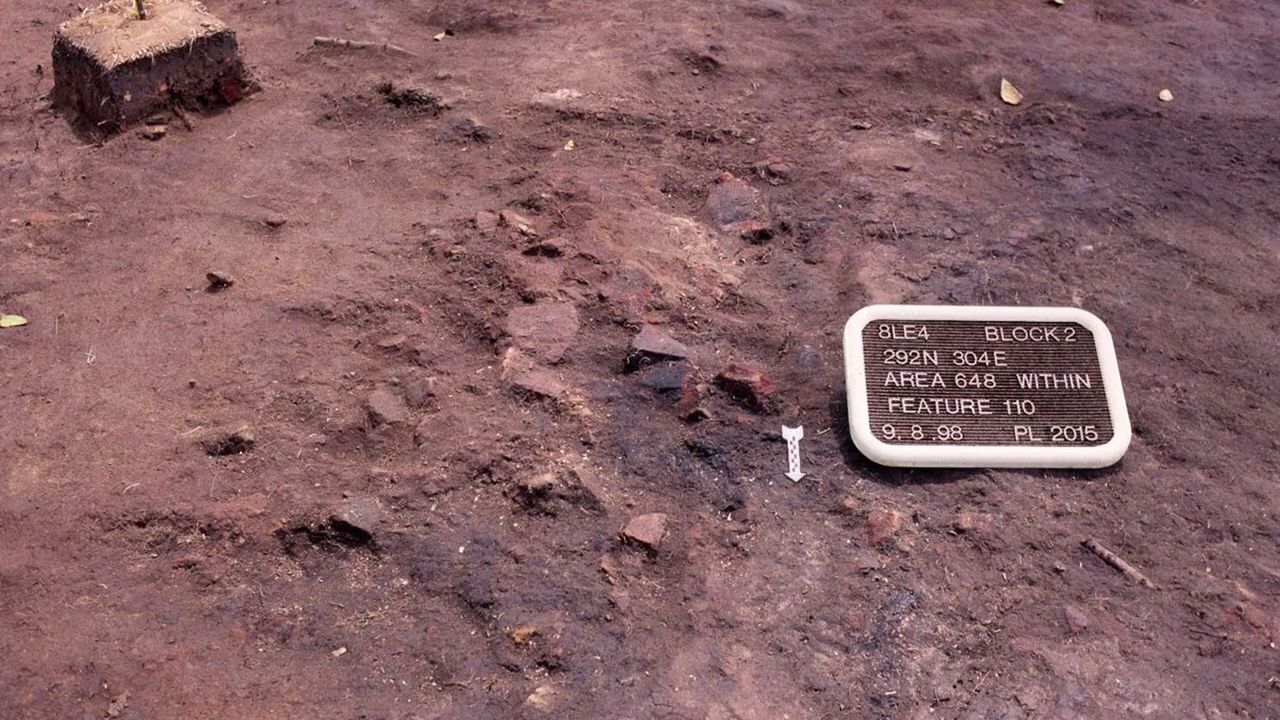 8LE4 BLOCK 2
292N 304E
AREA 648 WITHIN
FEATURE 110
9. 8 .98 PL 2015